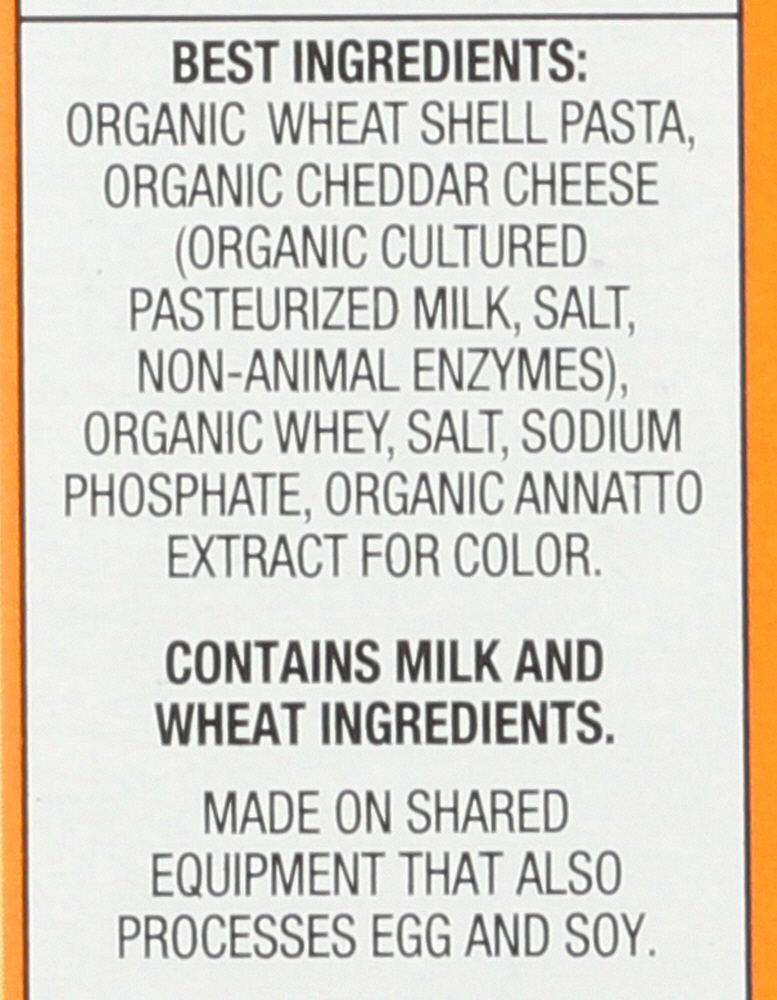 BEST INGREDIENTS:
ORGANIC WHEAT SHELL PASTA,
ORGANIC CHEDDAR CHEESE
(ORGANIC CULTURED
PASTEURIZED MILK, SALT,
NON-ANIMAL ENZYMES),
ORGANIC WHEY, SALT, SODIUM
PHOSPHATE, ORGANIC ANNATTO
EXTRACT FOR COLOR.
CONTAINS MILK AND
WHEAT INGREDIENTS.
MADE ON SHARED
EQUIPMENT THAT ALSO
PROCESSES EGG AND SOY.